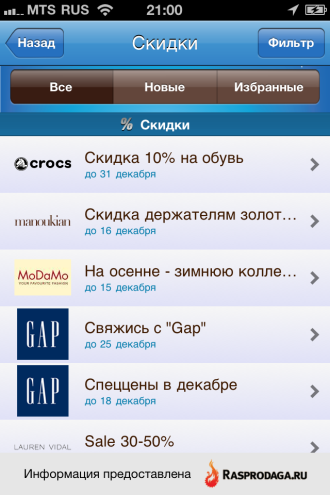 MTS RUS 21:00
Назад Скидки Фильтр
Все Новые Избранные
% Скидки
crocs Скидка 10% на обувь
до 31 декабря
manoukian Скидка держателям золот...
до 16 декабря
MoDaMo На осенне - зимнюю колле...
YOUR FAVOURITE FASHION до 15 декабря
GAP Свяжись с "Gap"
до 25 декабря
GAP Спеццены в декабре
до 18 декабря
LAUREN VIDAL Sale 30-50%
Информация предоставлена RASPRODAGA.RU